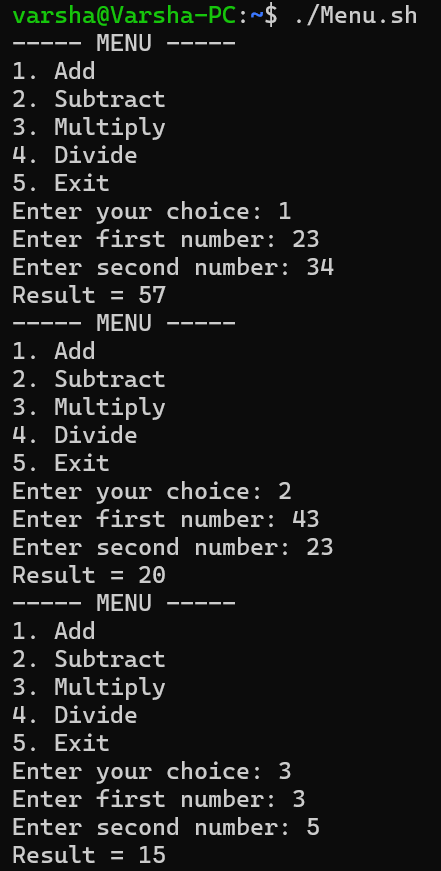 varsha@Varsha-PC:~$ ./Menu.sh
----- MENU -----
1. Add
2. Subtract
3. Multiply
4. Divide
5. Exit
Enter your choice: 1
Enter first number: 23
Enter second number: 34
Result = 57
----- MENU -----
1. Add
2. Subtract
3. Multiply
4. Divide
5. Exit
Enter your choice: 2
Enter first number: 43
Enter second number: 23
Result = 20
----- MENU -----
1. Add
2. Subtract
3. Multiply
4. Divide
5. Exit
Enter your choice: 3
Enter first number: 3
Enter second number: 5
Result = 15